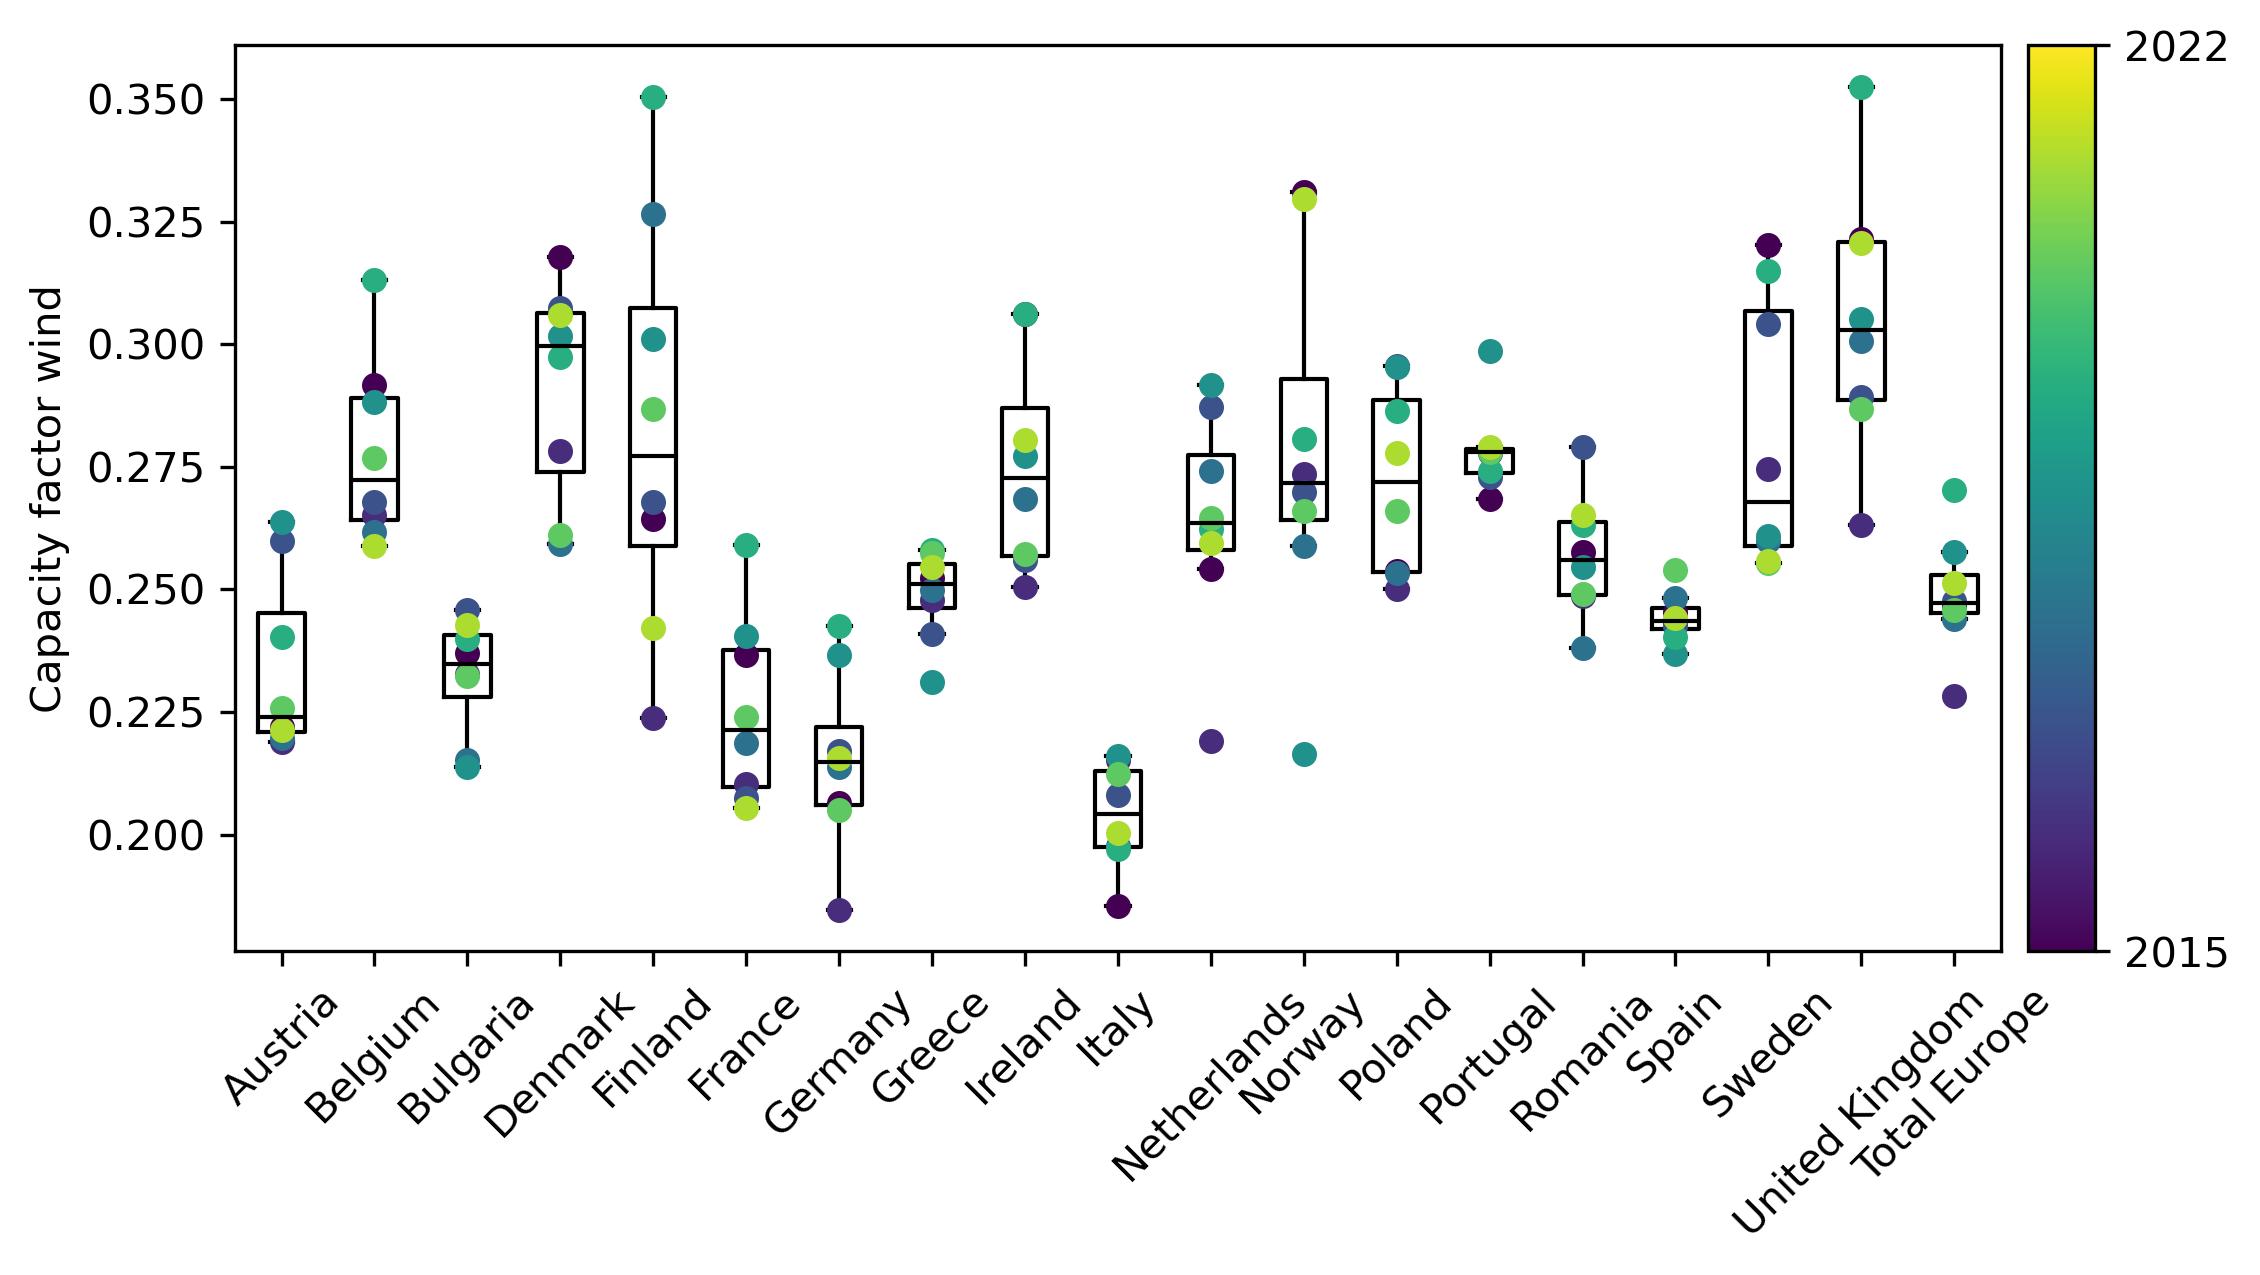 Capacity factor wind
0.350
0.325
0.300
0.275
0.250
0.225
0.200
Austria
Belgium
Bulgaria
Denmark
Finland
France
Germany
Greece
Ireland
Italy
Netherlands
Norway
Poland
Portugal
Romania
Spain
Sweden
United Kingdom
Total Europe
2022
2015